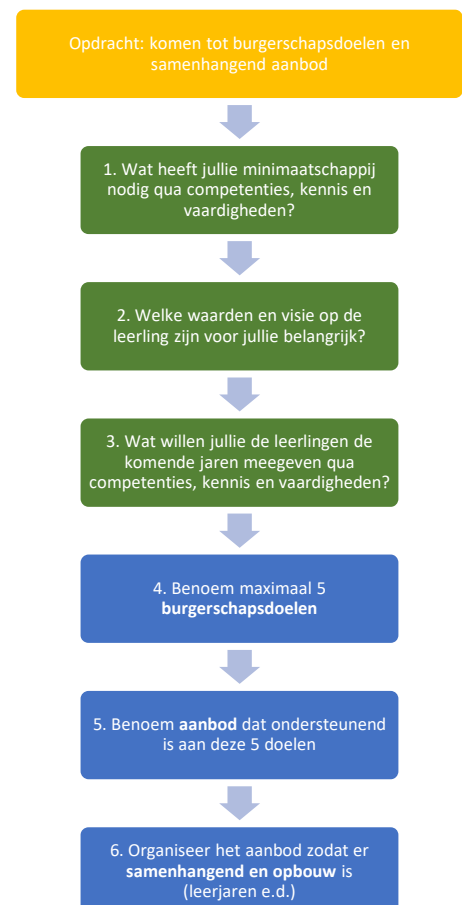 Opdracht: komen tot burgerschapsdoelen en
samenhangend aanbod
1. Wat heeft jullie minimaatschappij
nodig qua competenties, kennis en
vaardigheden?
2. Welke waarden en visie op de
leerling zijn voor jullie belangrijk?
3. Wat willen jullie de leerlingen de
komende jaren meegeven qua
competenties, kennis en vaardigheden?
4. Benoem maximaal 5
burgerschapsdoelen
5. Benoem aanbod dat ondersteunend
is aan deze 5 doelen
6. Organiseer het aanbod zodat er
samenhangend en opbouw is
(leerjaren e.d.)